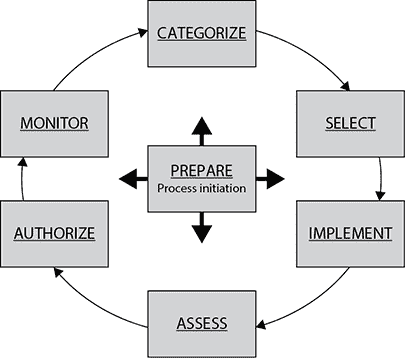 CATEGORIZE
MONITOR
SELECT
PREPARE
Process initiation
AUTHORIZE
IMPLEMENT
ASSESS